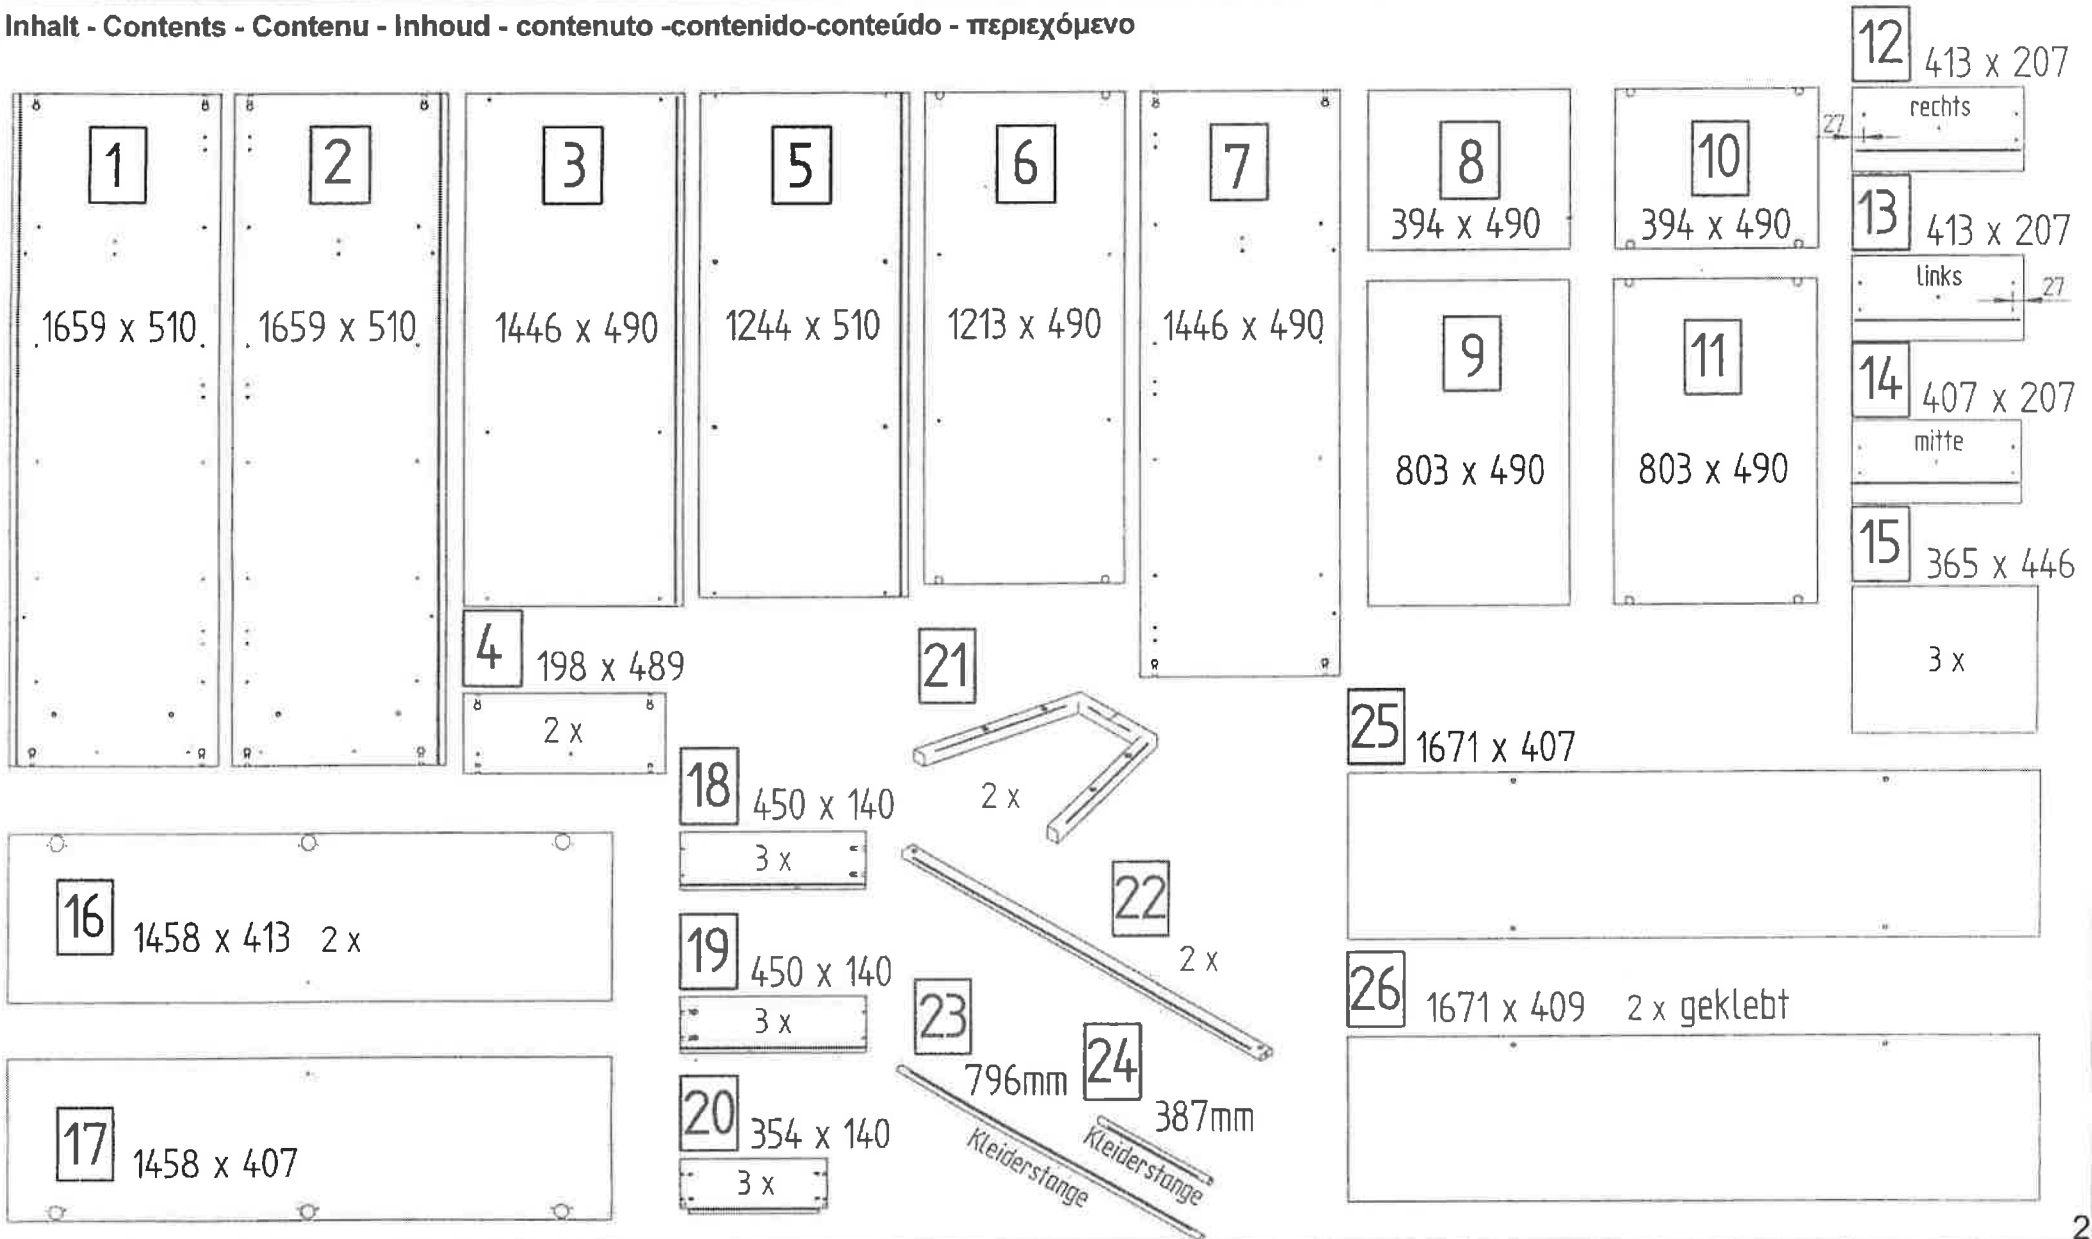 Inhalt - Contents - Contenu - Inhoud - contenuto -contenido-conteúdo - περιεχόμενο
1
1659 x 510
2
1659 x 510
3
1446 x 490
4
198 x 489
2 x
5
1244 x 510
6
1213 x 490
7
1446 x 490
8
394 x 490
9
803 x 490
10
394 x 490
11
803 x 490
12
413 x 207
rechts
27
13
413 x 207
links
27
14
407 x 207
mitte
15
365 x 446
3 x
16
1458 x 413 2 x
17
1458 x 407
18
450 x 140
3 x
19
450 x 140
3 x
20
354 x 140
3 x
21
2 x
22
2 x
23
796mm
Kleiderstange
24
387mm
Kleiderstange
25
1671 x 407
26
1671 x 409 2 x geklebt
2